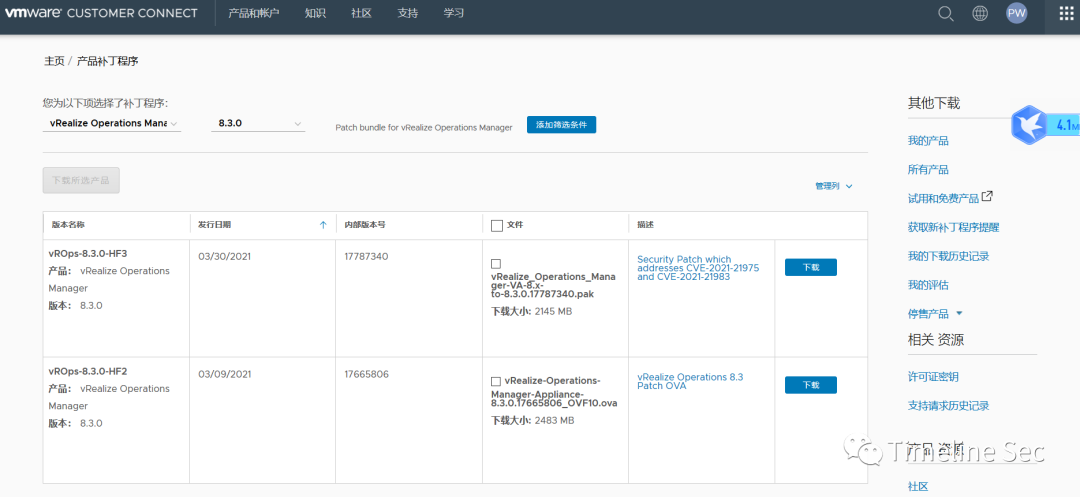 vmware® CUSTOMER CONNECT 产品和帐户 知识 社区 支持 学习 PW
主页 / 产品补丁程序
您为以下项选择了补丁程序:
vRealize Operations Mana 8.3.0 Patch bundle for vRealize Operations Manager 添加筛选条件
下载所选产品
管理列
版本名称 发行日期 内部版本号 文件 描述
vROps-8.3.0-HF3
产品: vRealize Operations
Manager
版本: 8.3.0
03/30/2021
17787340
vRealize_Operations_Mana
ger-VA-8.x-
to-8.3.0.17787340.pak
下载大小: 2145 MB
Security Patch which
addresses CVE-2021-21975
and CVE-2021-21983
下载
vROps-8.3.0-HF2
产品: vRealize Operations
Manager
版本: 8.3.0
03/09/2021
17665806
vRealize-Operations-
Manager-Appliance-
8.3.0.17665806_OVF10.ova
下载大小: 2483 MB
vRealize Operations 8.3
Patch OVA
下载
其他下载
4.1M
我的产品
所有产品
试用和免费产品
获取新补丁程序提醒
我的下载历史记录
我的评估
停售产品
相关 资源
许可证密钥
支持请求历史记录
产品 资源
Timeline Sec
社区